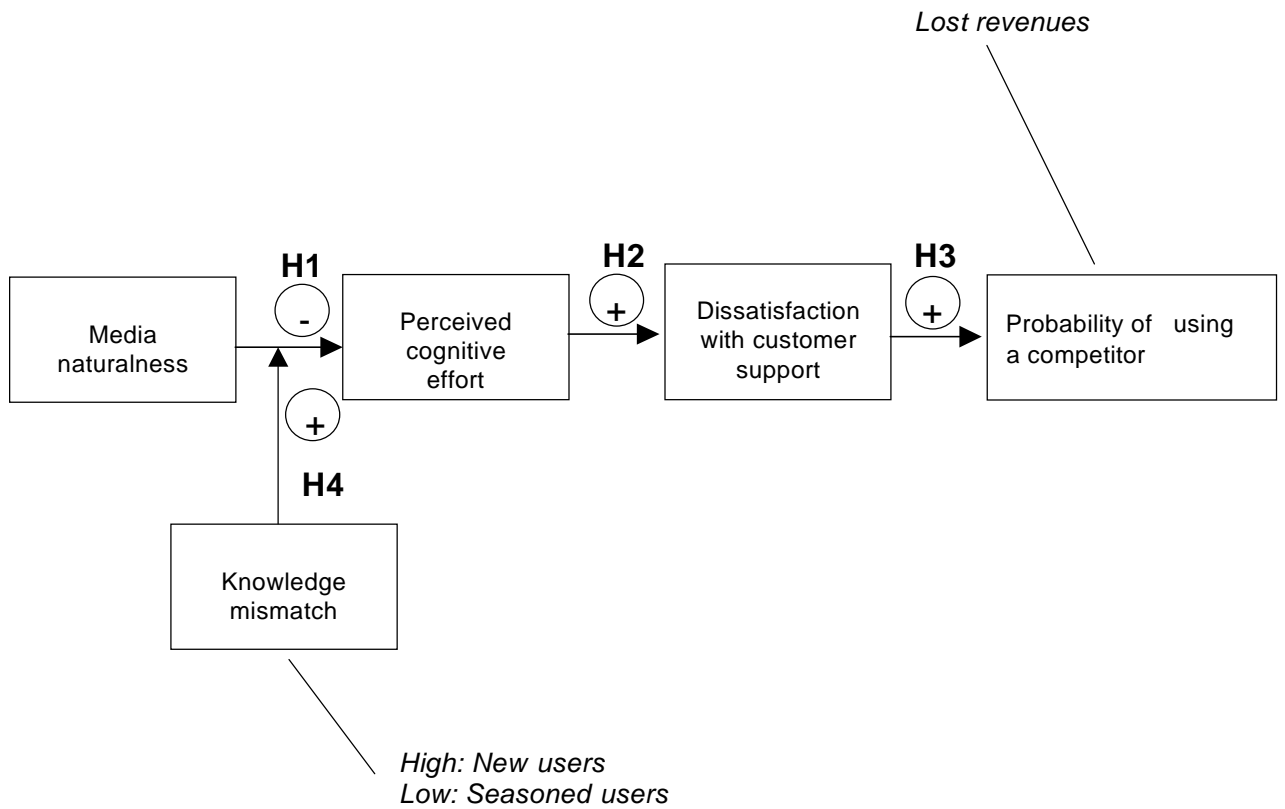 Lost revenues
H1
H2
H3
-
+
+
Media
naturalness
Perceived
cognitive
effort
Dissatisfaction
with customer
support
Probability of using
a competitor
+
H4
Knowledge
mismatch
High: New users
Low: Seasoned users